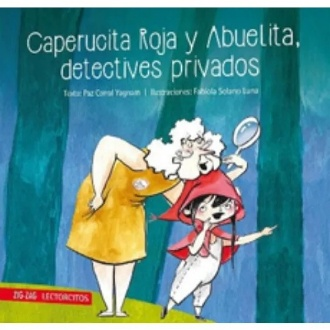 Caperucita Roja y Abuelita,
detectives privados
Texto: Paz Corral Yagnam | Ilustraciones: Fabiola Solano Luna
ZIG-ZAG LECTORCITOS